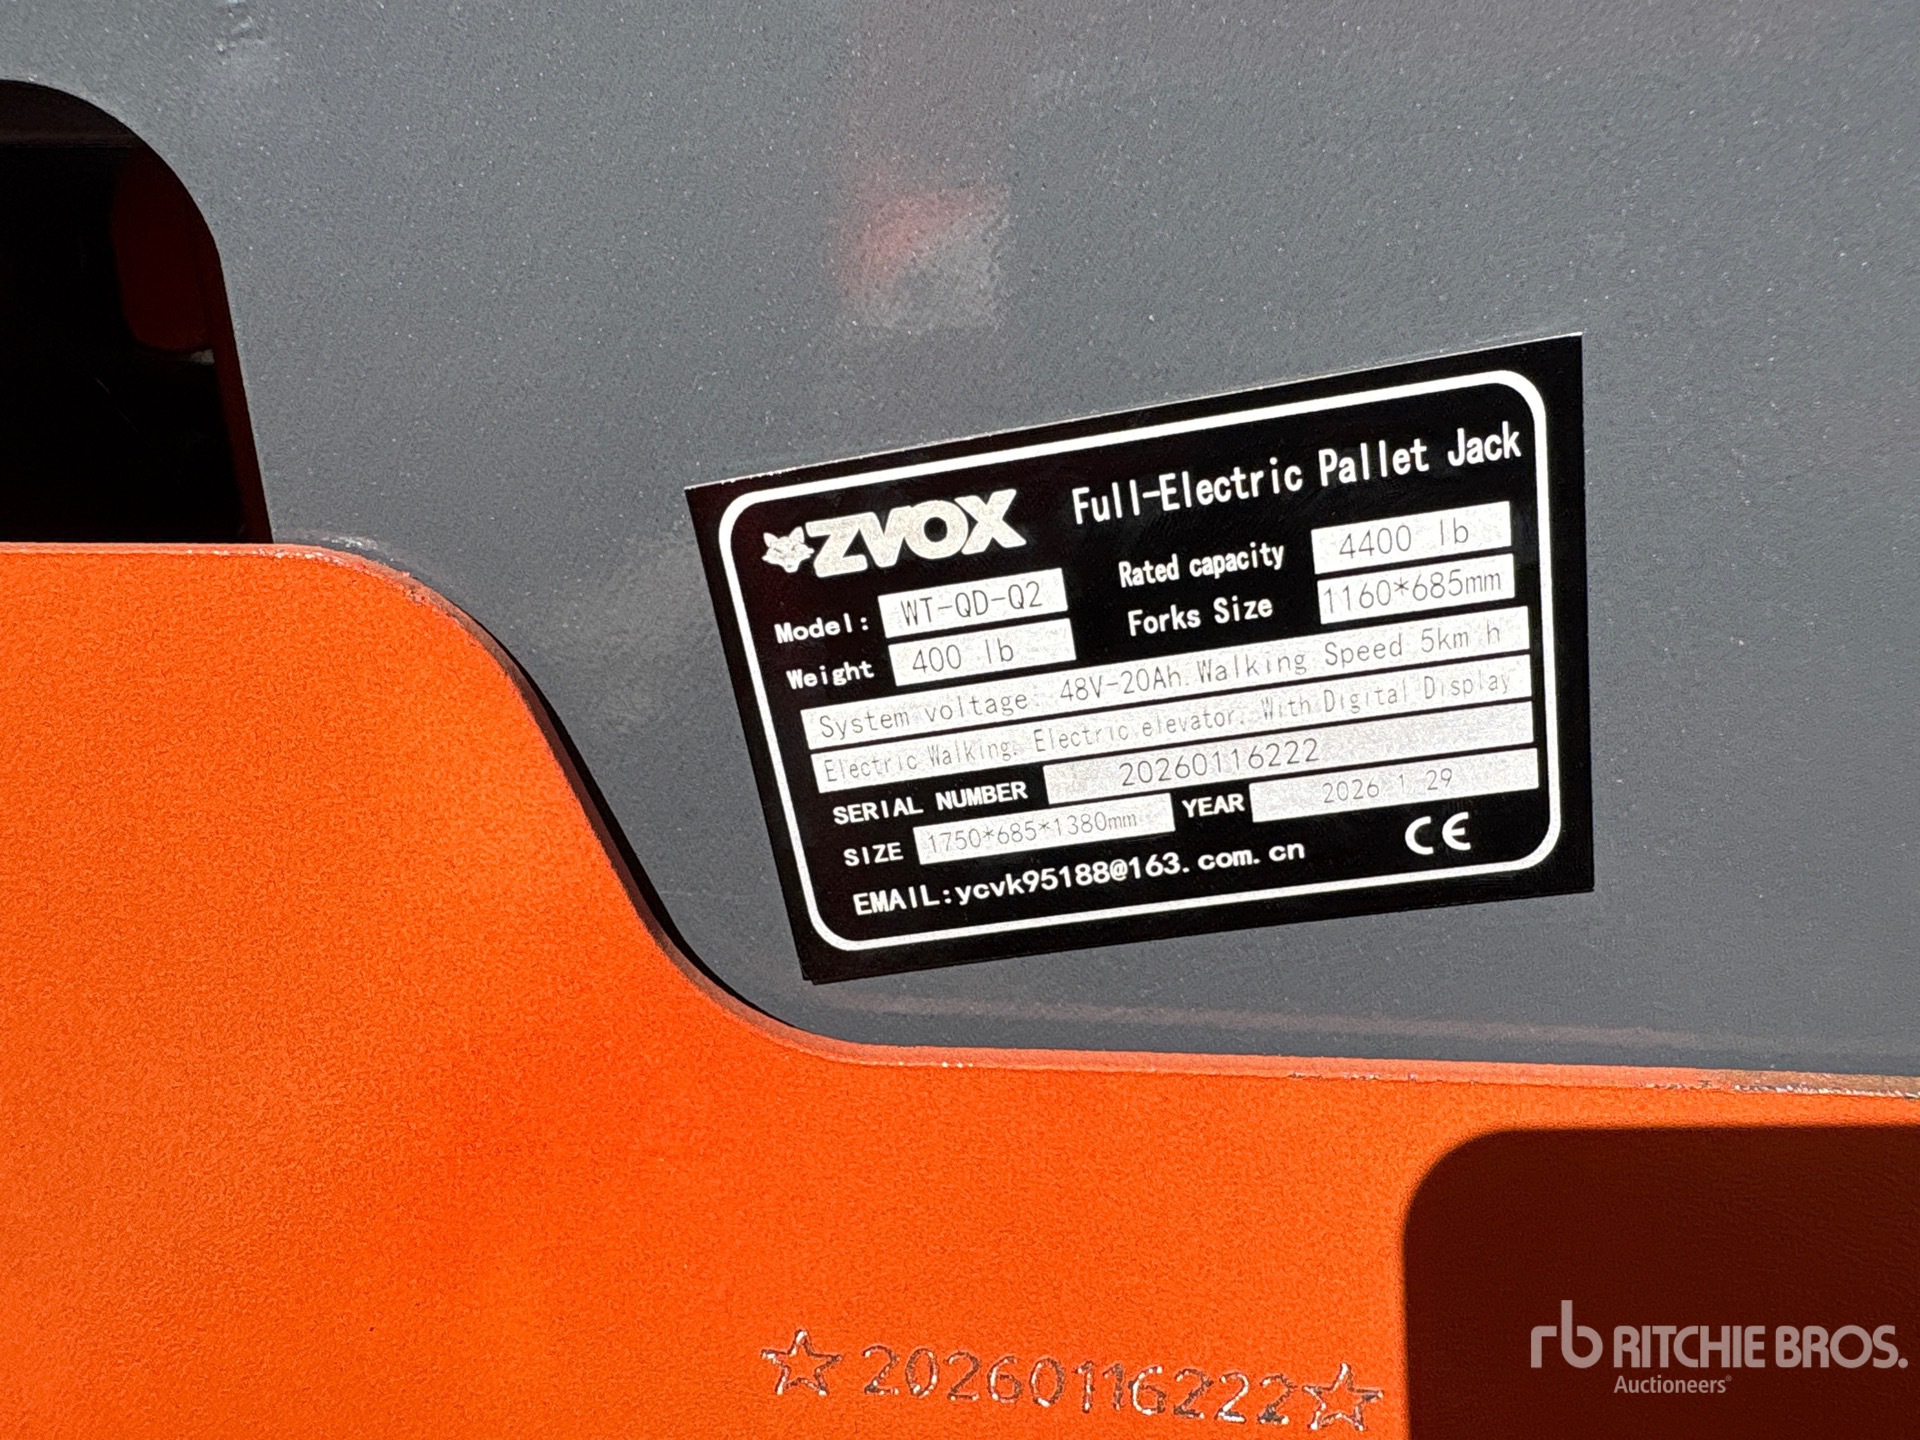 ZVOX Full-Electric Pallet Jack
Model: WT-QD-Q2 Rated capacity 4400 lb
Weight 400 lb Forks Size 1160*685mm
System voltage: 48V-20Ah. Walking Speed 5km h
Electric Walking. Electric elevator. With Digital Display
SERIAL NUMBER 20260116222
SIZE 1750*685*1380mm YEAR 2026 1 29
EMAIL:ycvk95188@163.com.cn CE
☆20260116222☆
rb RITCHIE BROS.
Auctioneers®